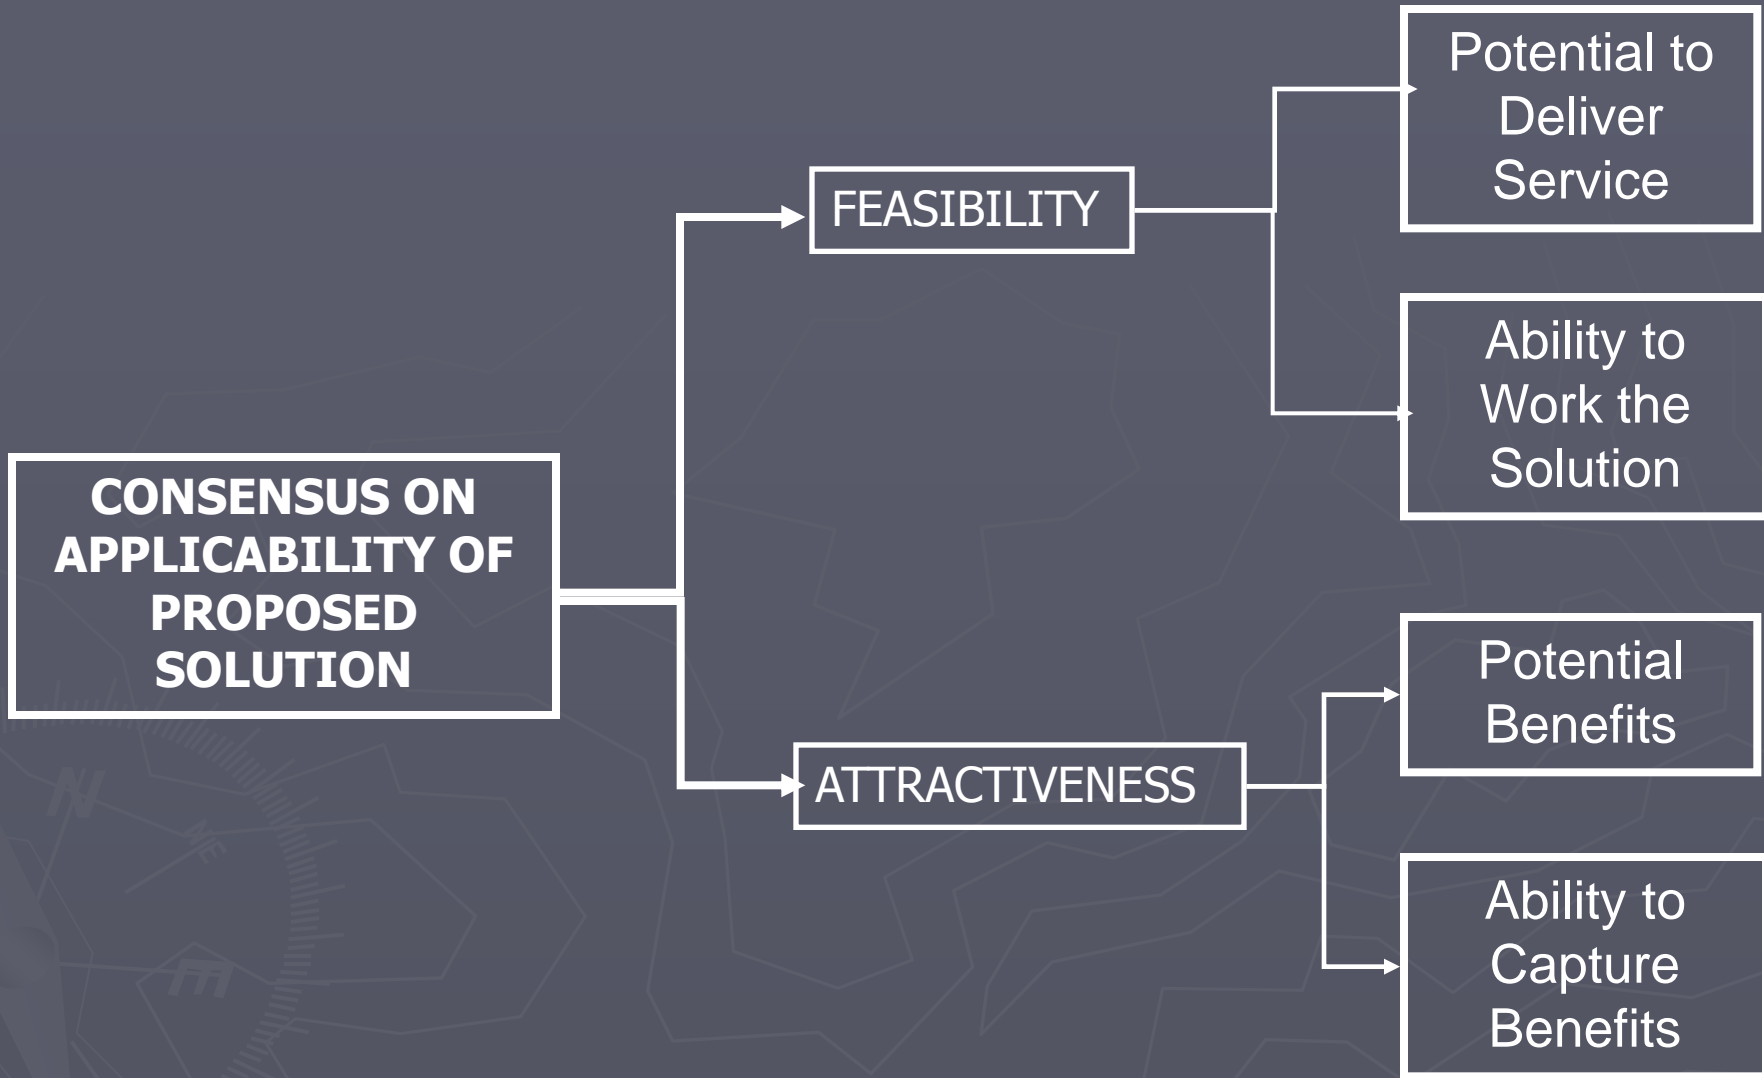 CONSENSUS ON
APPLICABILITY OF
PROPOSED
SOLUTION
FEASIBILITY
Potential to
Deliver
Service
Ability to
Work the
Solution
ATTRACTIVENESS
Potential
Benefits
Ability to
Capture
Benefits
N
NE
E